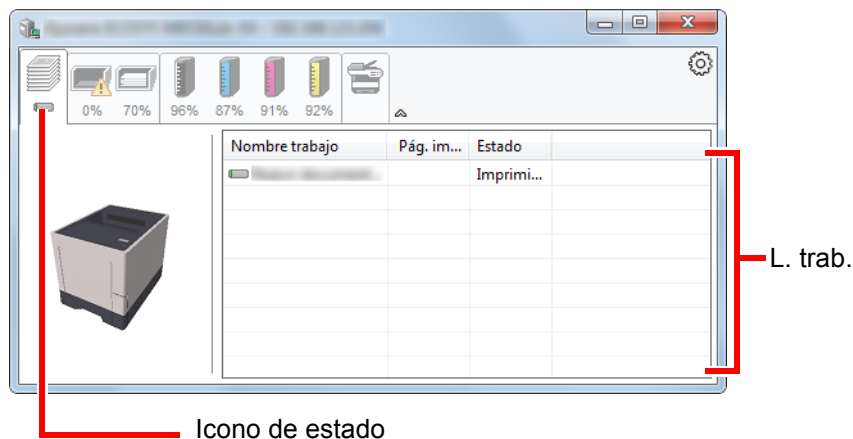 0% 70% 96% 87% 91% 92%
Nombre trabajo Pág. im... Estado
Imprimi...
L. trab.
Icono de estado